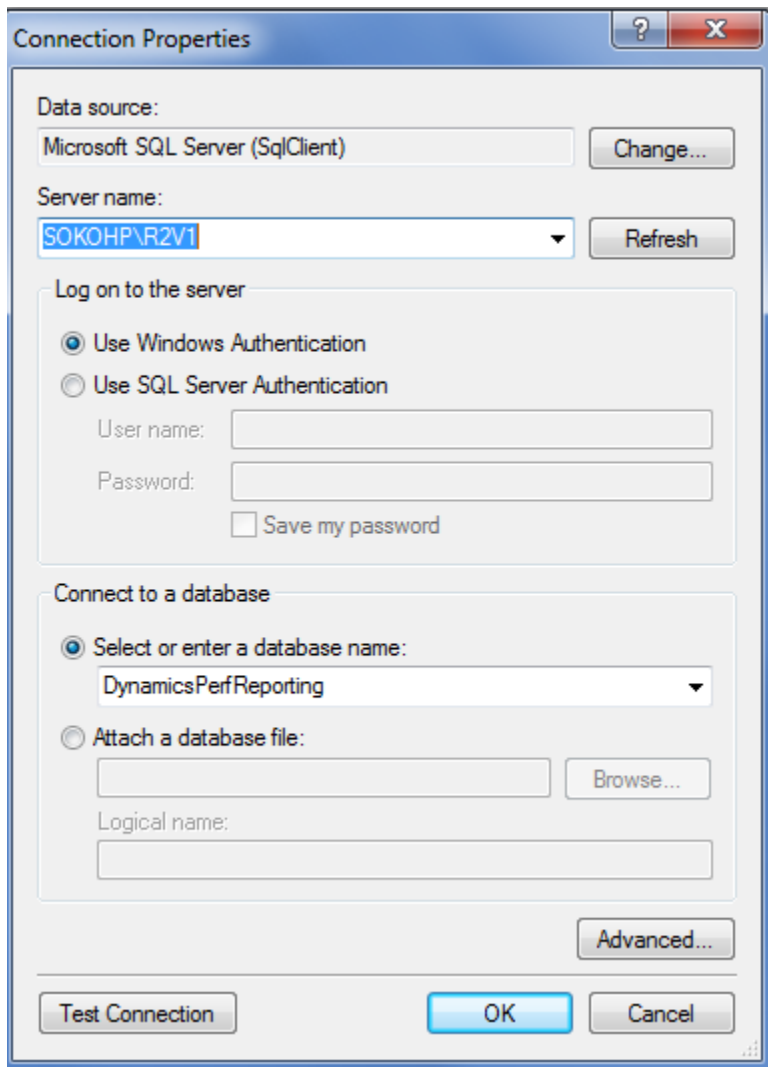 Connection Properties
?
X
Data source:
Microsoft SQL Server (SqlClient)
Change...
Server name:
SOKOHP\R2V1
Refresh
Log on to the server
Use Windows Authentication
Use SQL Server Authentication
User name:
Password:
Save my password
Connect to a database
Select or enter a database name:
DynamicsPerfReporting
Attach a database file:
Browse...
Logical name:
Advanced...
Test Connection
OK
Cancel